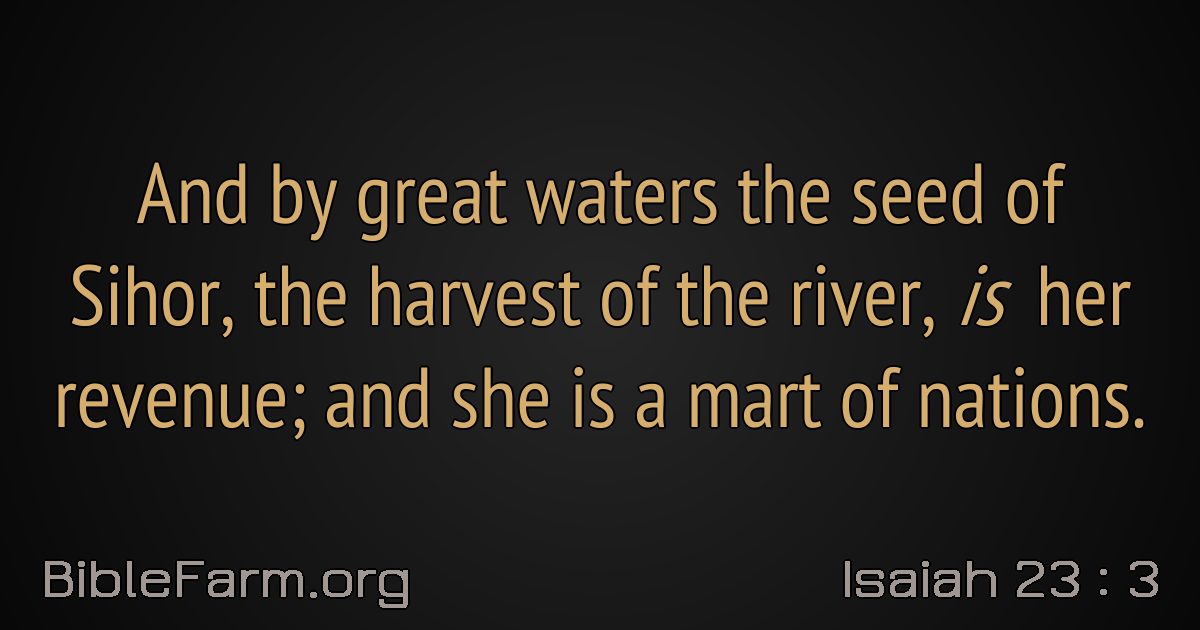 And by great waters the seed of
Sihor, the harvest of the river, is her
revenue; and she is a mart of nations.
BibleFarm.org
Isaiah 23 : 3